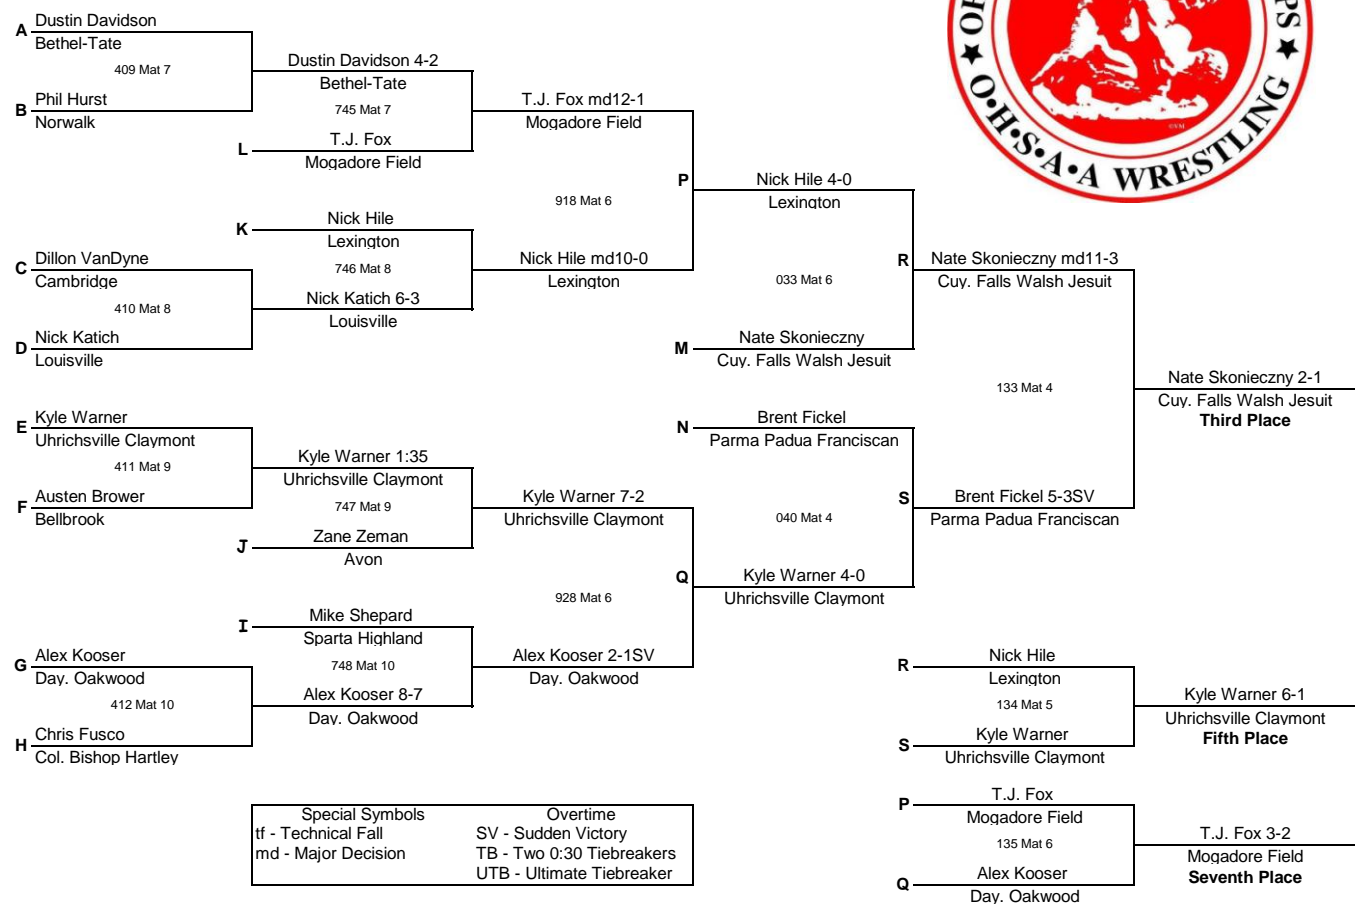 A Dustin Davidson
Bethel-Tate
409 Mat 7
B Phil Hurst
Norwalk
Dustin Davidson 4-2
Bethel-Tate
745 Mat 7
L T.J. Fox
Mogadore Field
T.J. Fox md12-1
Mogadore Field
918 Mat 6
K Nick Hile
Lexington
746 Mat 8
C Dillon VanDyne
Cambridge
410 Mat 8
D Nick Katich
Louisville
Nick Katich 6-3
Louisville
Nick Hile md10-0
Lexington
P Nick Hile 4-0
Lexington
033 Mat 6
M Nate Skonieczny
Cuy. Falls Walsh Jesuit
R Nate Skonieczny md11-3
Cuy. Falls Walsh Jesuit
133 Mat 4
Nate Skonieczny 2-1
Cuy. Falls Walsh Jesuit
Third Place
E Kyle Warner
Uhrichsville Claymont
411 Mat 9
F Austen Brower
Bellbrook
Kyle Warner 1:35
Uhrichsville Claymont
747 Mat 9
J Zane Zeman
Avon
Kyle Warner 7-2
Uhrichsville Claymont
928 Mat 6
I Mike Shepard
Sparta Highland
748 Mat 10
G Alex Kooser
Day. Oakwood
412 Mat 10
H Chris Fusco
Col. Bishop Hartley
Alex Kooser 8-7
Day. Oakwood
Alex Kooser 2-1SV
Day. Oakwood
N Brent Fickel
Parma Padua Franciscan
040 Mat 4
Q Kyle Warner 4-0
Uhrichsville Claymont
S Brent Fickel 5-3SV
Parma Padua Franciscan
R Nick Hile
Lexington
134 Mat 5
S Kyle Warner
Uhrichsville Claymont
Kyle Warner 6-1
Uhrichsville Claymont
Fifth Place
P T.J. Fox
Mogadore Field
135 Mat 6
Q Alex Kooser
Day. Oakwood
T.J. Fox 3-2
Mogadore Field
Seventh Place
Special Symbols
tf - Technical Fall
md - Major Decision
Overtime
SV - Sudden Victory
TB - Two 0:30 Tiebreakers
UTB - Ultimate Tiebreaker
O•H•S•A•A WRESTLING